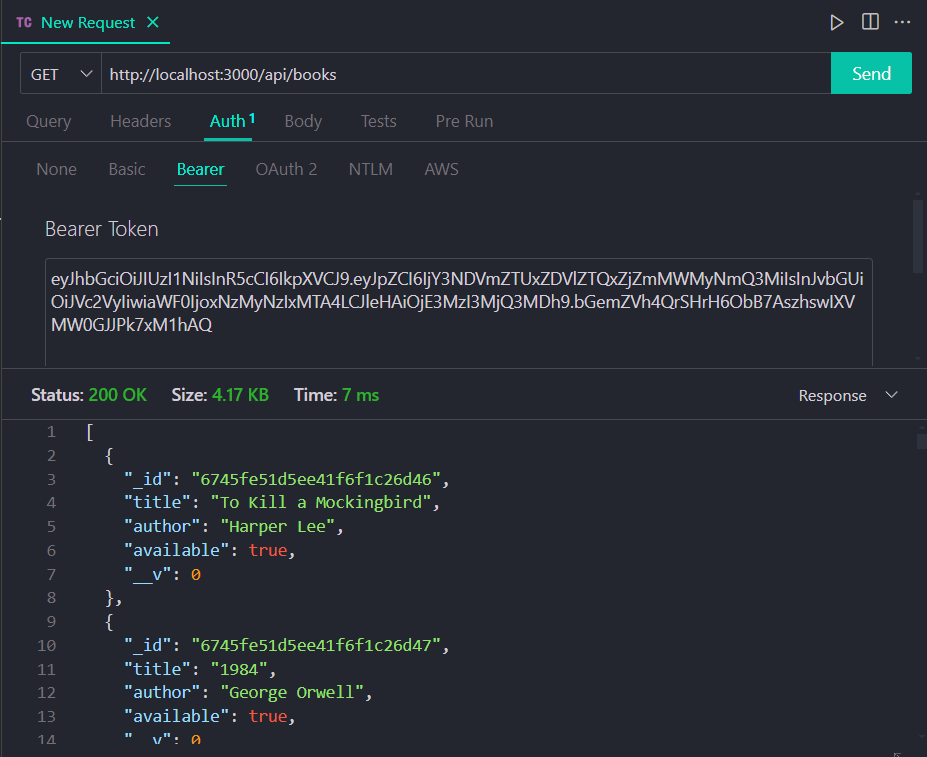 TC New Request
GET http://localhost:3000/api/books Send
Query Headers Auth 1 Body Tests Pre Run
None Basic Bearer OAuth 2 NTLM AWS
Bearer Token
eyJhbGciOiJIUzI1NiIsInR5cCI6IkpXVCJ9.eyJpZCI6IjY3NDVmZTUxZDVlZTQxZjZmMWMyNmQ3MiIsInJvbGUi
OiJVc2VyIiwiaWF0IjoxNzMyNzIxMTA4LCJleHAiOjE3MzI3MjQ3MDh9.bGemZVh4QrSHrH6ObB7AszhswIXV
MW0GJJPk7xM1hAQ
Status: 200 OK Size: 4.17 KB Time: 7 ms Response
1 [
2 {
3 "_id": "6745fe51d5ee41f6f1c26d46",
4 "title": "To Kill a Mockingbird",
5 "author": "Harper Lee",
6 "available": true,
7 "__v": 0
8 },
9 {
10 "_id": "6745fe51d5ee41f6f1c26d47",
11 "title": "1984",
12 "author": "George Orwell",
13 "available": true,
14 "__v": 0